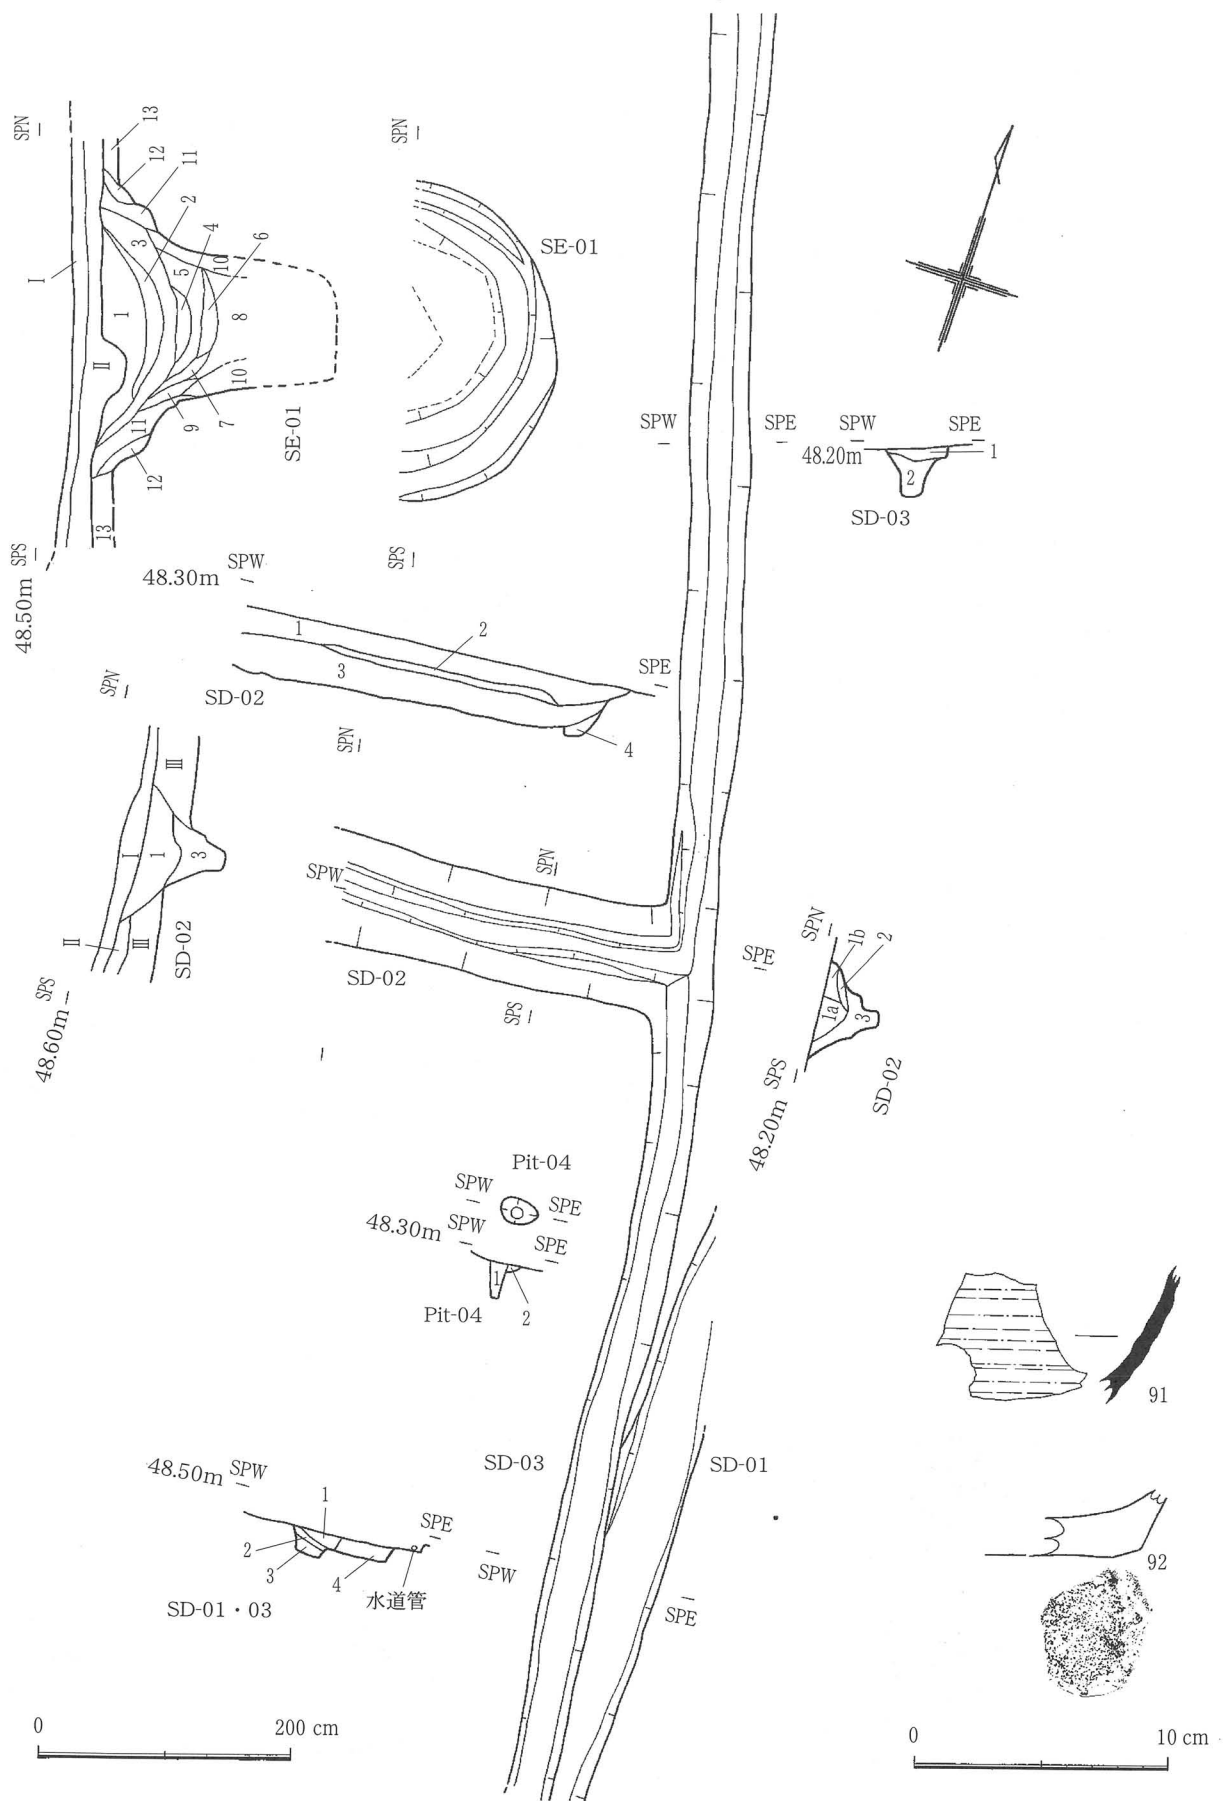 SPN
13
12
11
2
4
6
3
5
10
I
1
8
II
10
7
9
11
12
13
SE-01
SPS
48.50m
SPN
SE-01
SPS
SPW
SPE
SPW
SPE
48.20m
1
2
SD-03
SPW
48.30m
1
2
3
SPE
4
SD-02
SPN
III
I
1
3
II
III
SD-02
SPS
48.60m
SPN
SPN
SPW
SD-02
SPS
SPE
SPN
1b
2
1a
3
SD-02
SPS
48.20m
Pit-04
SPW
SPE
48.30m
SPW
SPE
1
2
Pit-04
91
92
SD-03
SD-01
48.50m
SPW
1
2
3
4
SPE
水道管
SD-01・03
SPW
SPE
0
200 cm
0
10 cm